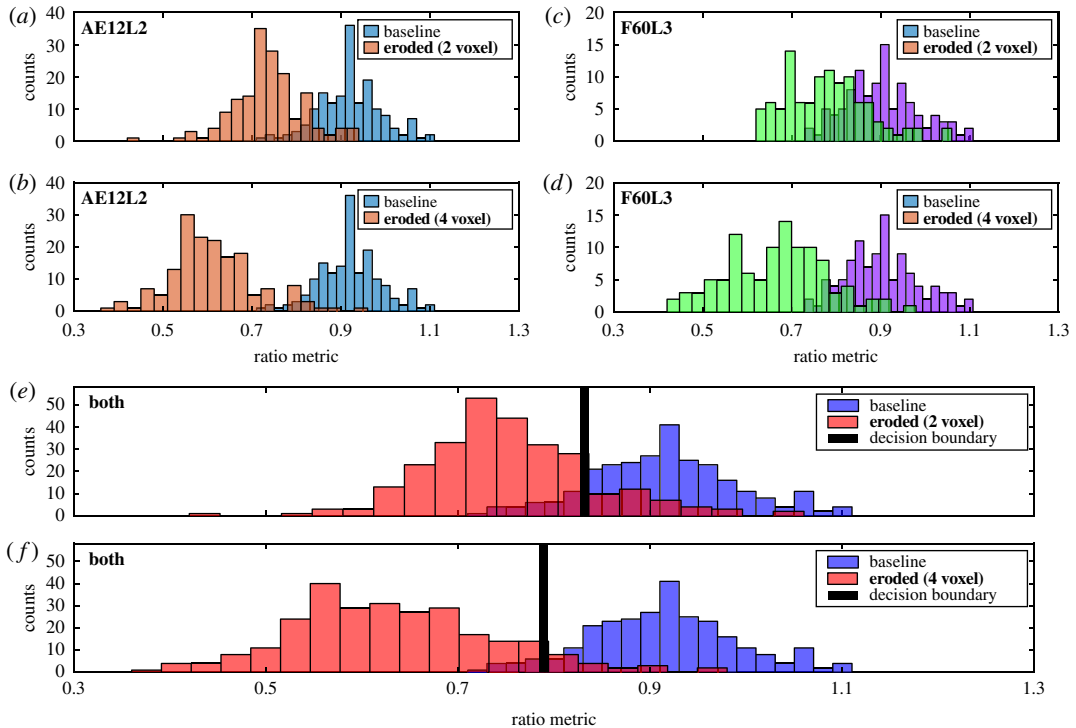 (a) AE12L2
baseline
eroded (2 voxel)
counts
40
30
20
10
0
(c) F60L3
baseline
eroded (2 voxel)
counts
20
15
10
5
0
(b) AE12L2
baseline
eroded (4 voxel)
counts
40
30
20
10
0
0.3 0.5 0.7 0.9 1.1 1.3
ratio metric
(d) F60L3
baseline
eroded (4 voxel)
counts
20
15
10
5
0
0.3 0.5 0.7 0.9 1.1 1.3
ratio metric
(e) both
baseline
eroded (2 voxel)
decision boundary
counts
50
40
30
20
10
0
(f) both
baseline
eroded (4 voxel)
decision boundary
counts
50
40
30
20
10
0
0.3 0.5 0.7 0.9 1.1 1.3
ratio metric